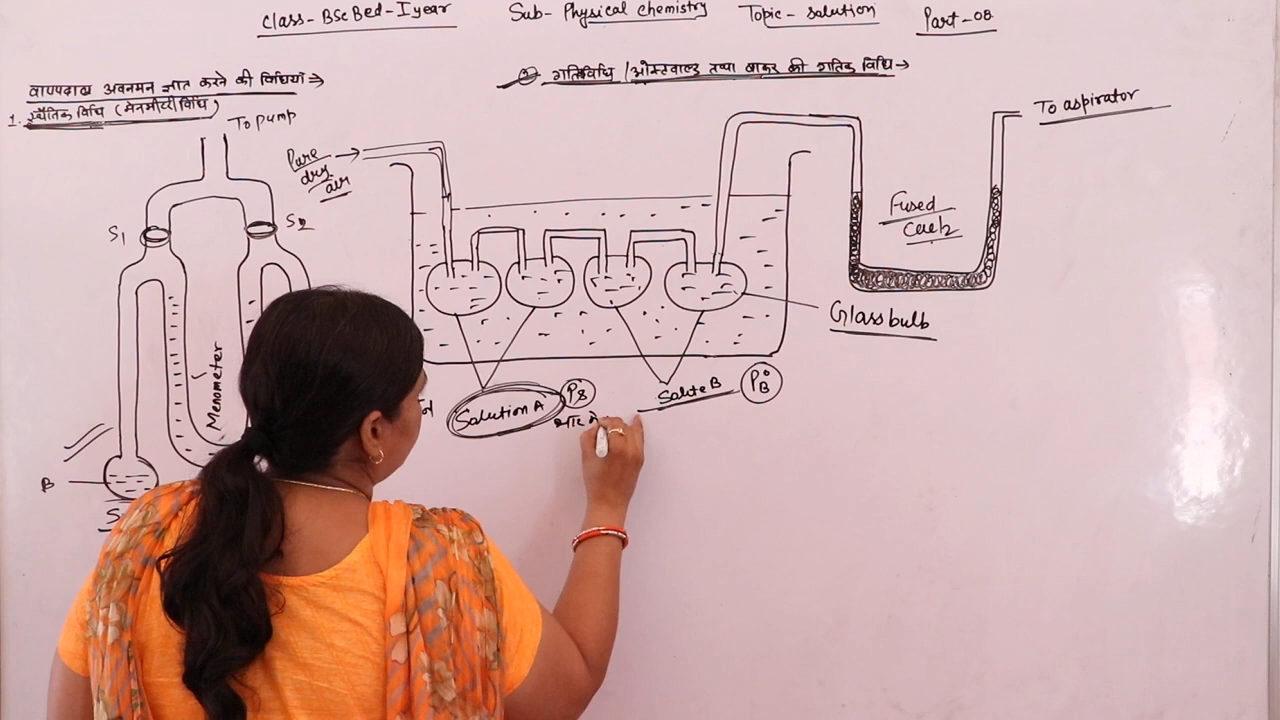 Class - BSc Bed - I year Sub - Physical chemistry Topic - Solution Part - 08
वाष्पदाब अवनमन ज्ञात करने की विधियाँ ⇒
1. स्थैतिक विधि (मेनोमीटरी विधि)
② गतिकविधि / ओस्टवाल्ड तथा वाकर की गतिक विधि →
To pump
Pure dry air →
To aspirator
S1
S2
Fused
Menometer
Glass bulb
B
Solution A
Ps
Solute B
P°B